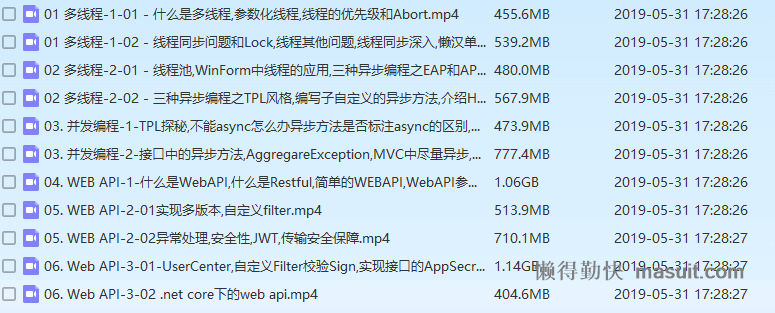 01 多线程-1-01 - 什么是多线程,参数化线程,线程的优先级和Abort.mp4 455.6MB 2019-05-31 17:28:26
01 多线程-1-02 - 线程同步问题和Lock,线程其他问题,线程同步深入,懒汉单... 539.2MB 2019-05-31 17:28:26
02 多线程-2-01 - 线程池,WinForm中线程的应用,三种异步编程之EAP和AP... 480.0MB 2019-05-31 17:28:26
02 多线程-2-02 - 三种异步编程之TPL风格,编写子自定义的异步方法,介绍H... 567.9MB 2019-05-31 17:28:26
03. 并发编程-1-TPL探秘,不能async怎么办异步方法是否标注async的区别,... 473.9MB 2019-05-31 17:28:26
03. 并发编程-2-接口中的异步方法,AggregareException,MVC中尽量异步,... 777.4MB 2019-05-31 17:28:26
04. WEB API-1-什么是WebAPI,什么是Restful,简单的WEBAPI,WebAPI参... 1.06GB 2019-05-31 17:28:26
05. WEB API-2-01实现多版本,自定义filter.mp4 513.9MB 2019-05-31 17:28:26
05. WEB API-2-02异常处理,安全性,JWT,传输安全保障.mp4 710.1MB 2019-05-31 17:28:27
06. Web API-3-01-UserCenter,自定义Filter校验Sign,实现接口的AppSecr... 1.14GB 2019-05-31 17:28:27
懒得勤快 masuit.com
06. Web API-3-02 .net core下的web api.mp4 404.6MB 2019-05-31 17:28:27